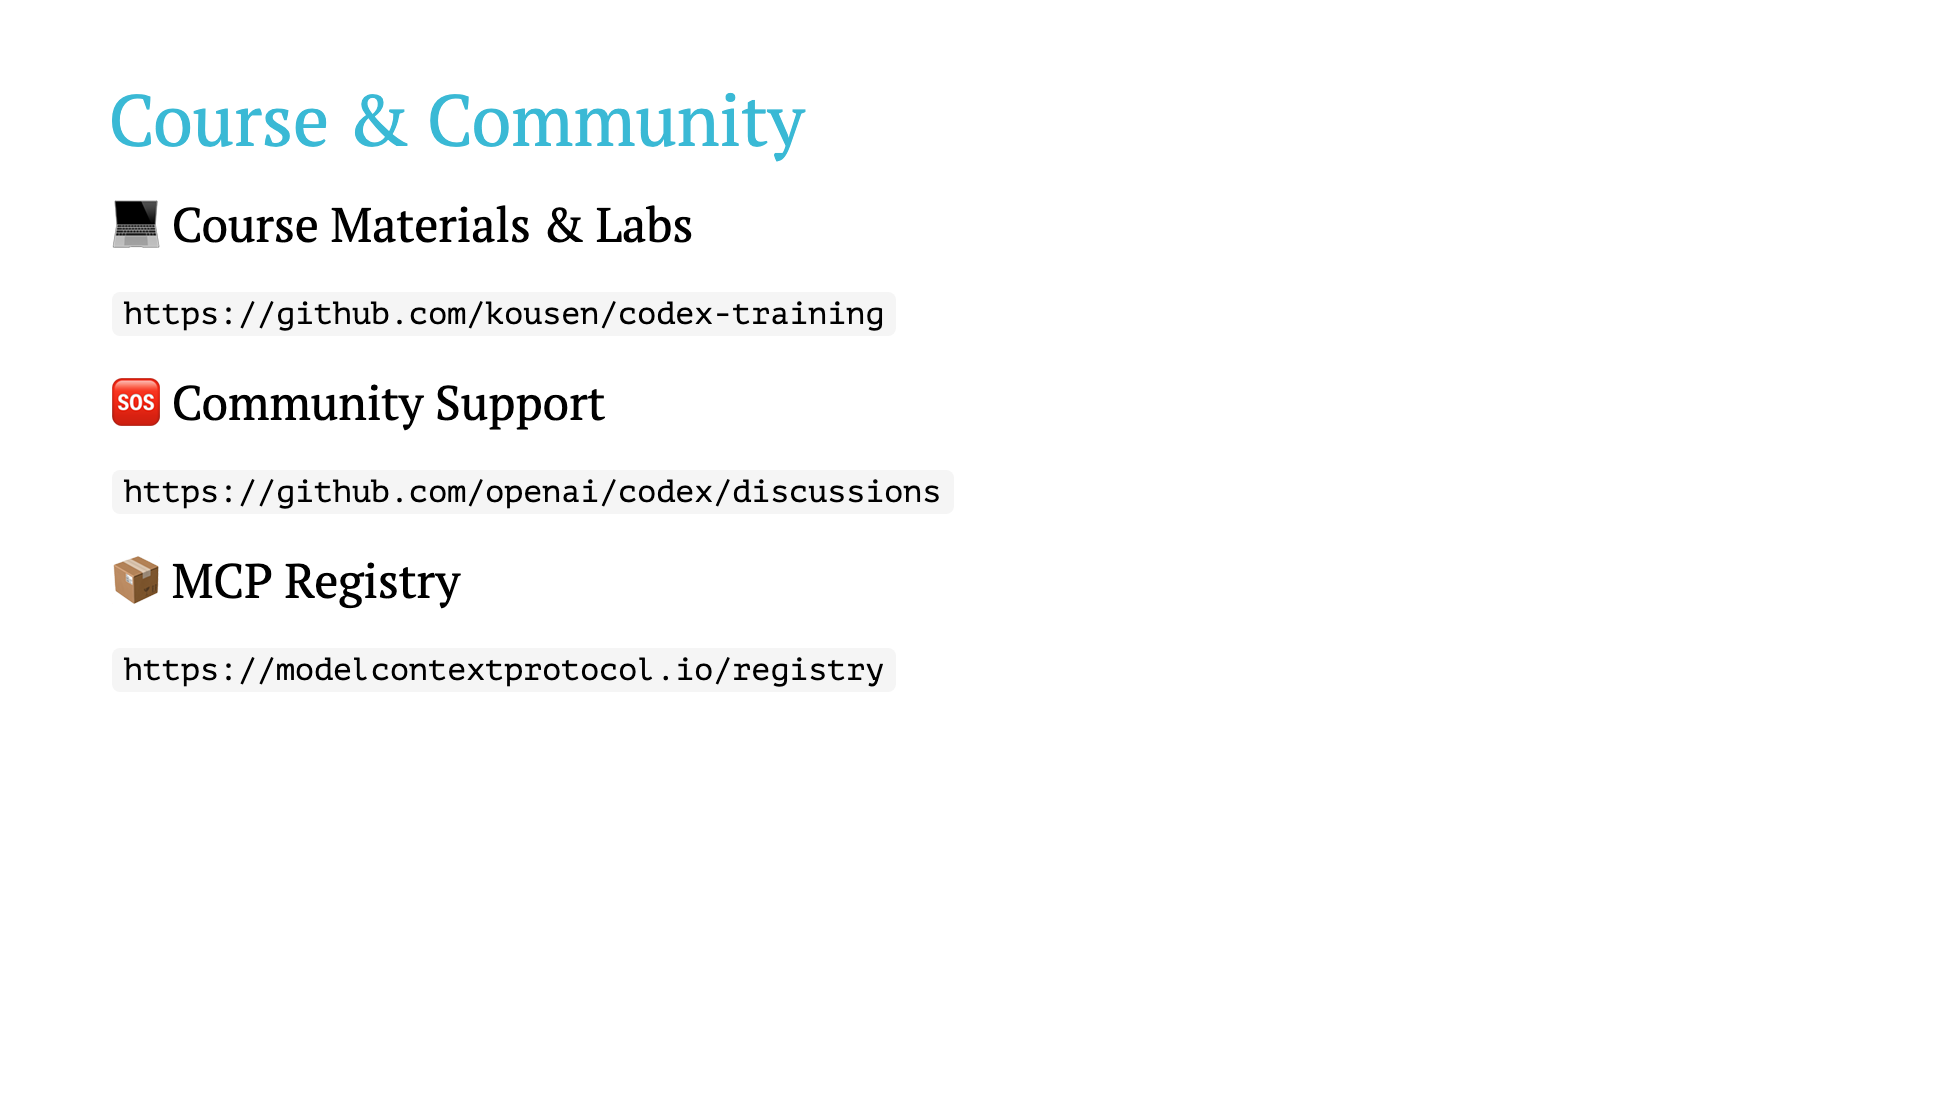 Course & Community
💻 Course Materials & Labs
https://github.com/kousen/codex-training
🆘 Community Support
https://github.com/openai/codex/discussions
📦 MCP Registry
https://modelcontextprotocol.io/registry